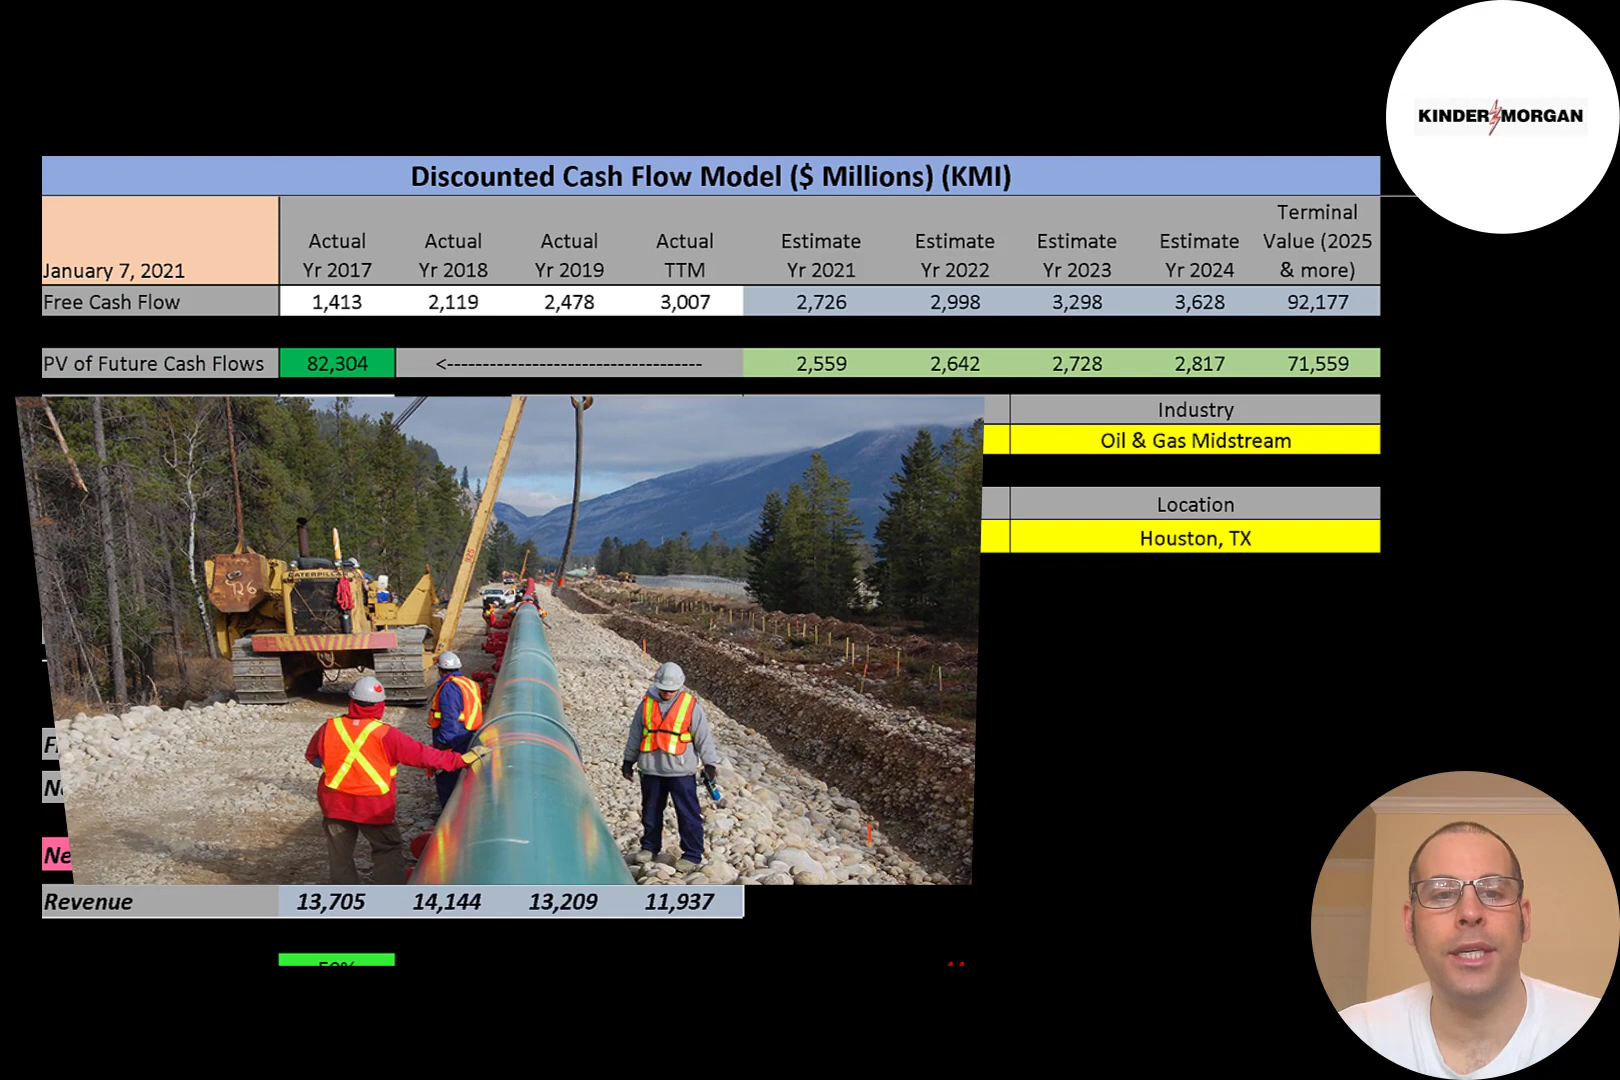 KINDER MORGAN
Discounted Cash Flow Model ($ Millions) (KMI)
January 7, 2021
Actual Yr 2017
Actual Yr 2018
Actual Yr 2019
Actual TTM
Estimate Yr 2021
Estimate Yr 2022
Estimate Yr 2023
Estimate Yr 2024
Terminal Value (2025 & more)
Free Cash Flow 1,413 2,119 2,478 3,007 2,726 2,998 3,298 3,628 92,177
PV of Future Cash Flows 82,304 <------------------------------------ 2,559 2,642 2,728 2,817 71,559
Industry
Oil & Gas Midstream
Location
Houston, TX
CATERPILLAR
R6
Ne
Revenue 13,705 14,144 13,209 11,937